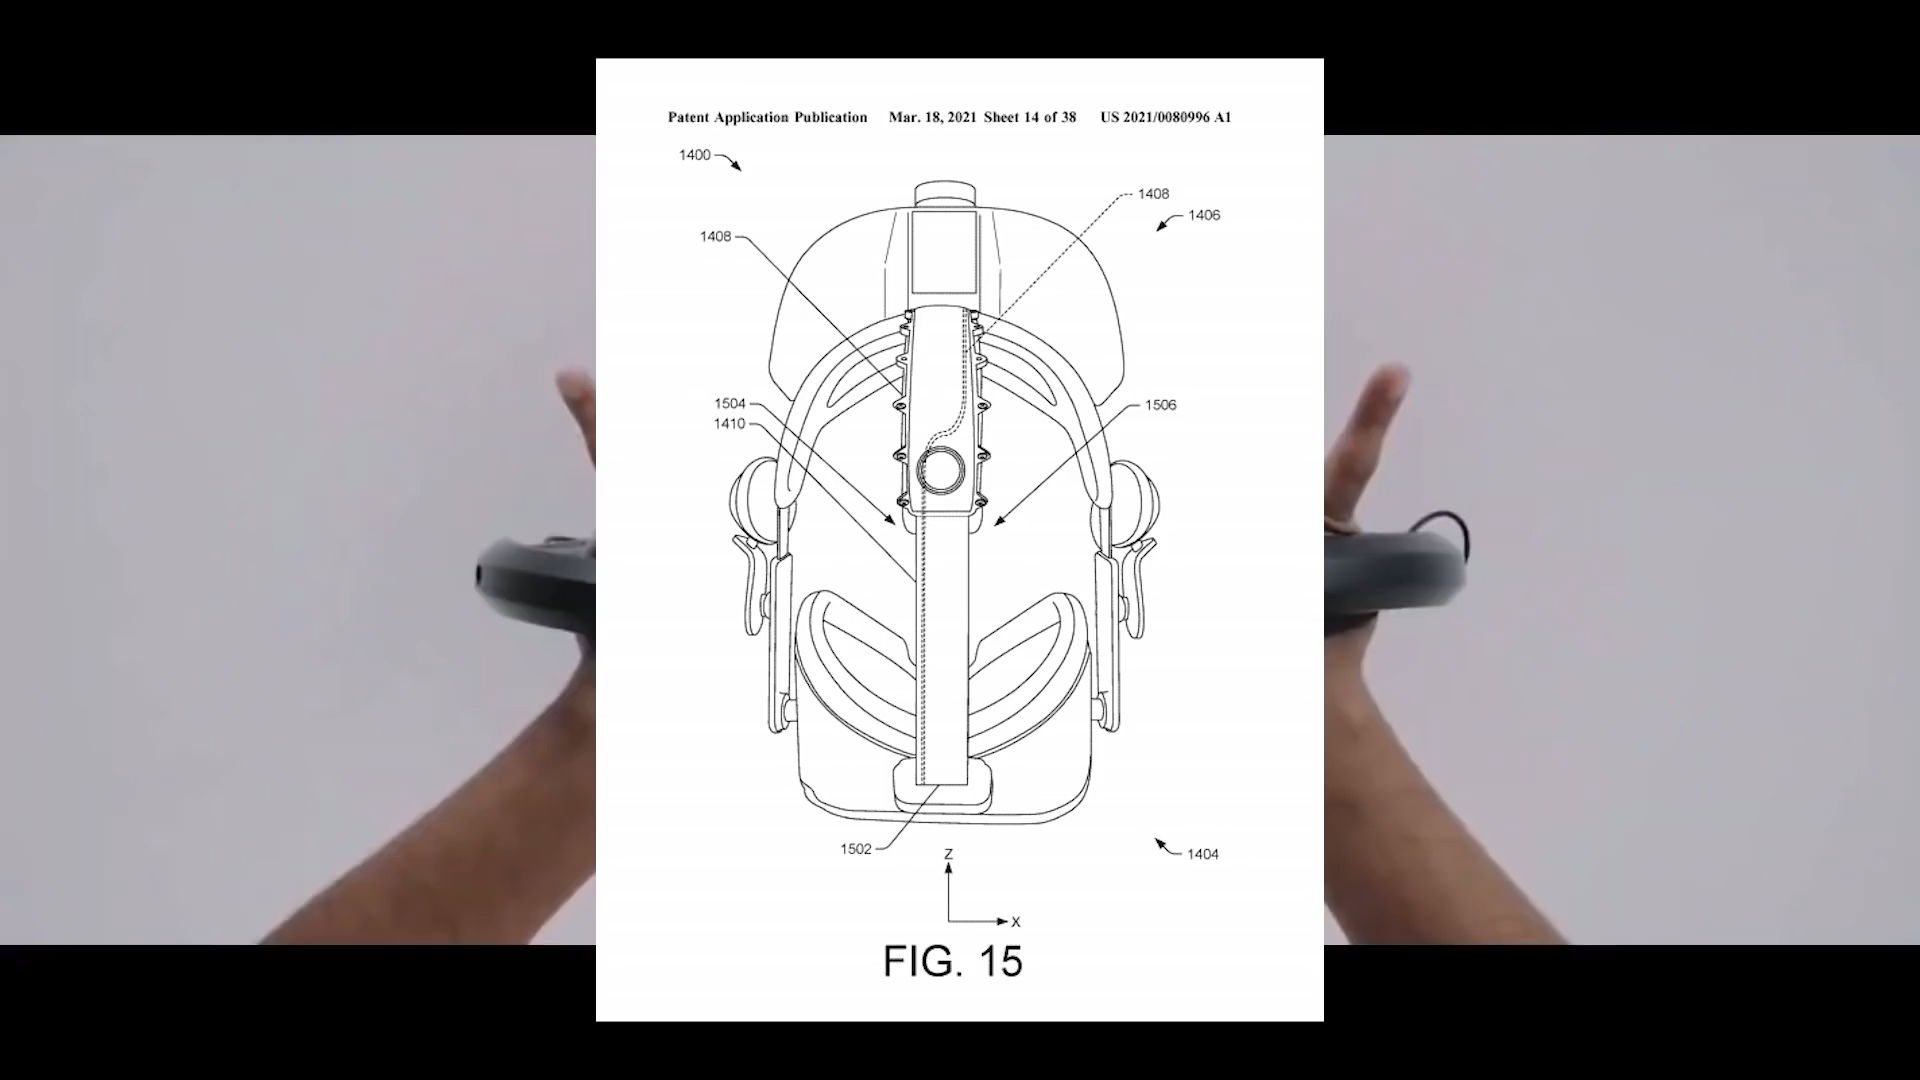 Patent Application Publication Mar. 18, 2021 Sheet 14 of 38 US 2021/0080996 A1
1400
1408
1406
1408
1504
1506
1410
1502
1404
Z
X
FIG. 15